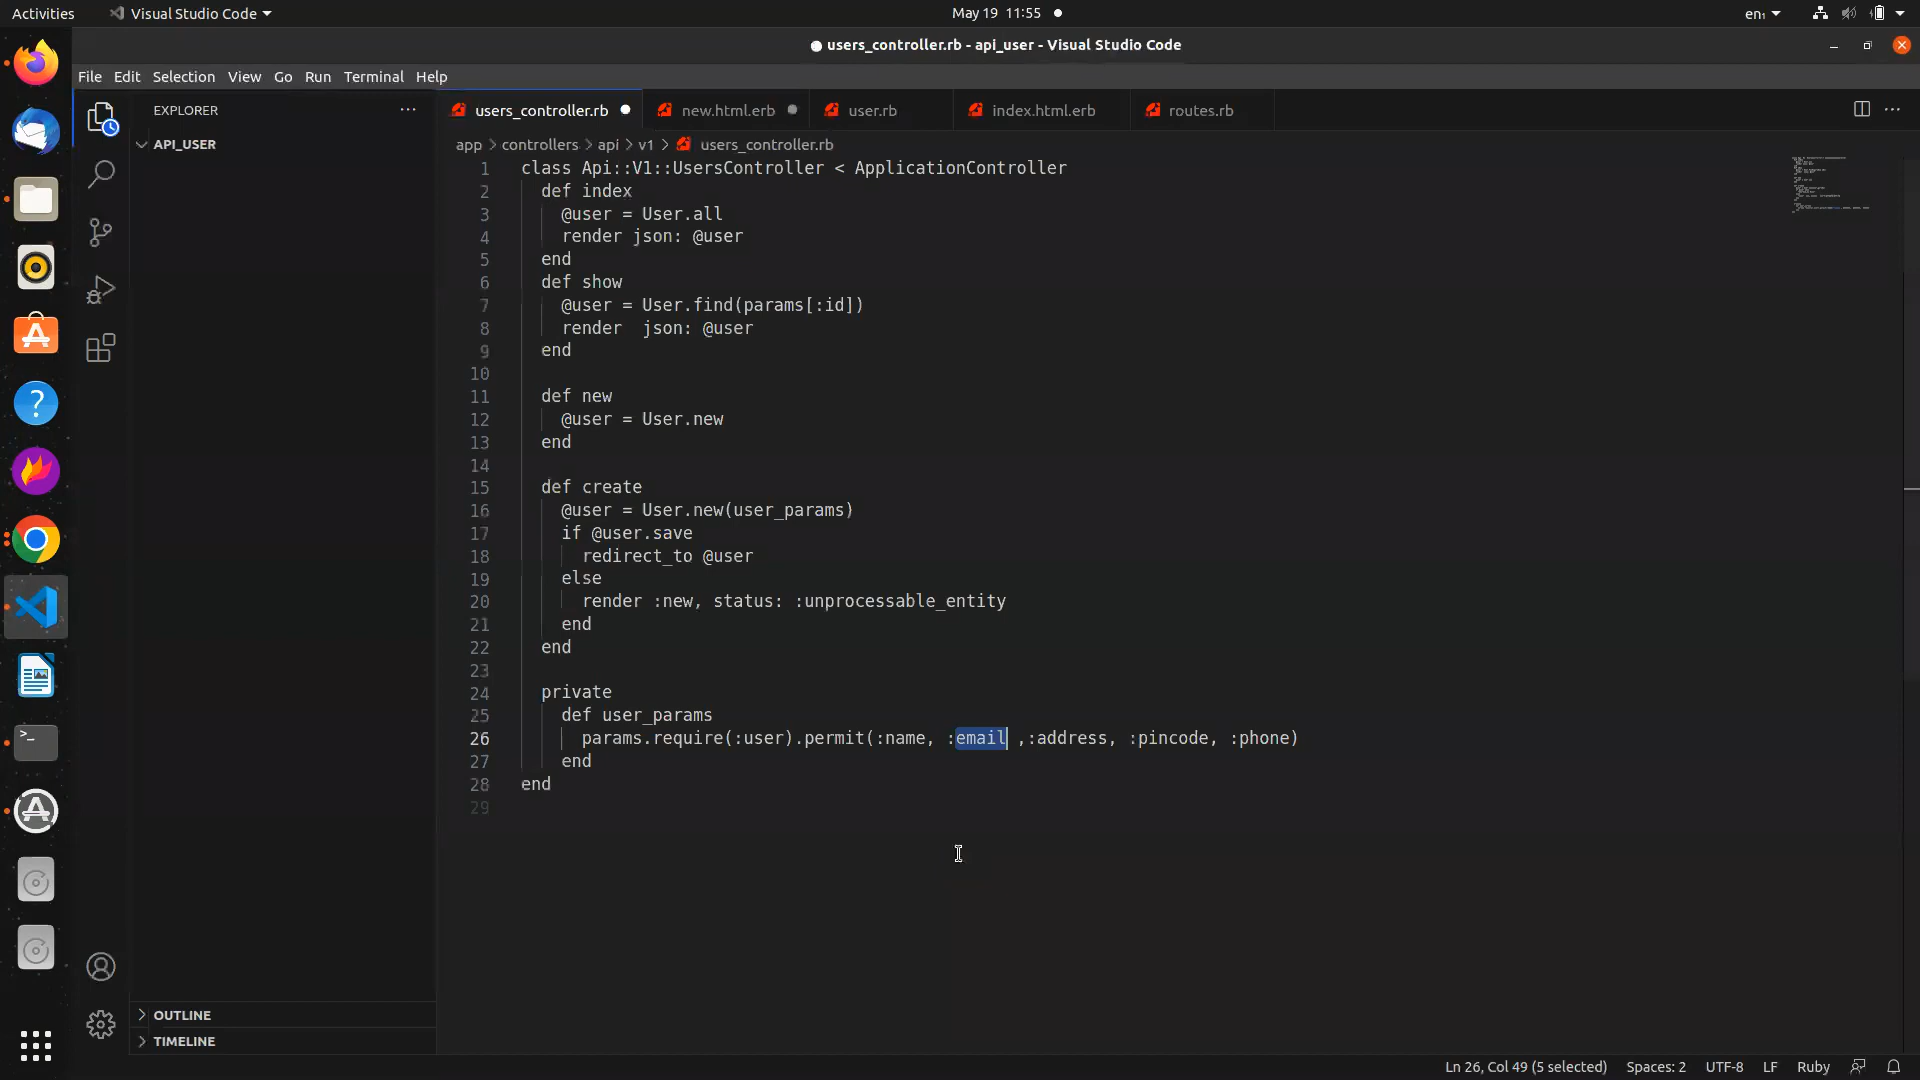 Activities
Visual Studio Code
May 19 11:55
en₁
users_controller.rb - api_user - Visual Studio Code
File Edit Selection View Go Run Terminal Help
EXPLORER
API_USER
users_controller.rb
new.html.erb
user.rb
index.html.erb
routes.rb
app > controllers > api > v1 > users_controller.rb
1 class Api::V1::UsersController < ApplicationController
2   def index
3     @user = User.all
4     render json: @user
5   end
6   def show
7     @user = User.find(params[:id])
8     render  json: @user
9   end
10
11   def new
12     @user = User.new
13   end
14
15   def create
16     @user = User.new(user_params)
17     if @user.save
18       redirect_to @user
19     else
20       render :new, status: :unprocessable_entity
21     end
22   end
23
24   private
25     def user_params
26       params.require(:user).permit(:name, :email ,:address, :pincode, :phone)
27     end
28 end
29
OUTLINE
TIMELINE
Ln 26, Col 49 (5 selected) Spaces: 2 UTF-8 LF Ruby